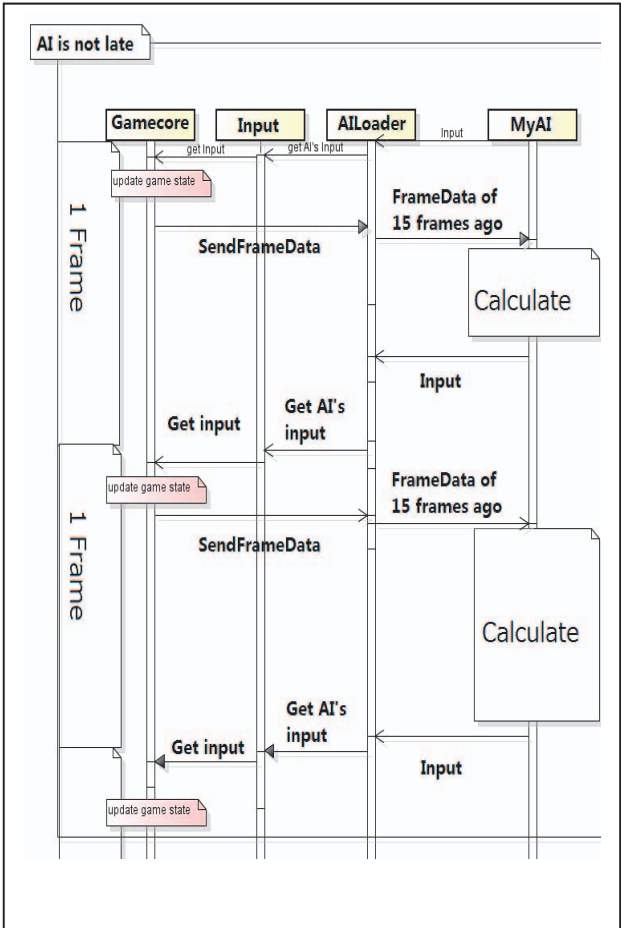 AI is not late
Gamecore
Input
AILoader
MyAI
get Input
get AI's Input
Input
update game state
1 Frame
SendFrameData
FrameData of
15 frames ago
Calculate
Input
Get AI's
input
Get input
update game state
1 Frame
SendFrameData
FrameData of
15 frames ago
Calculate
Get AI's
input
Get input
Input
update game state